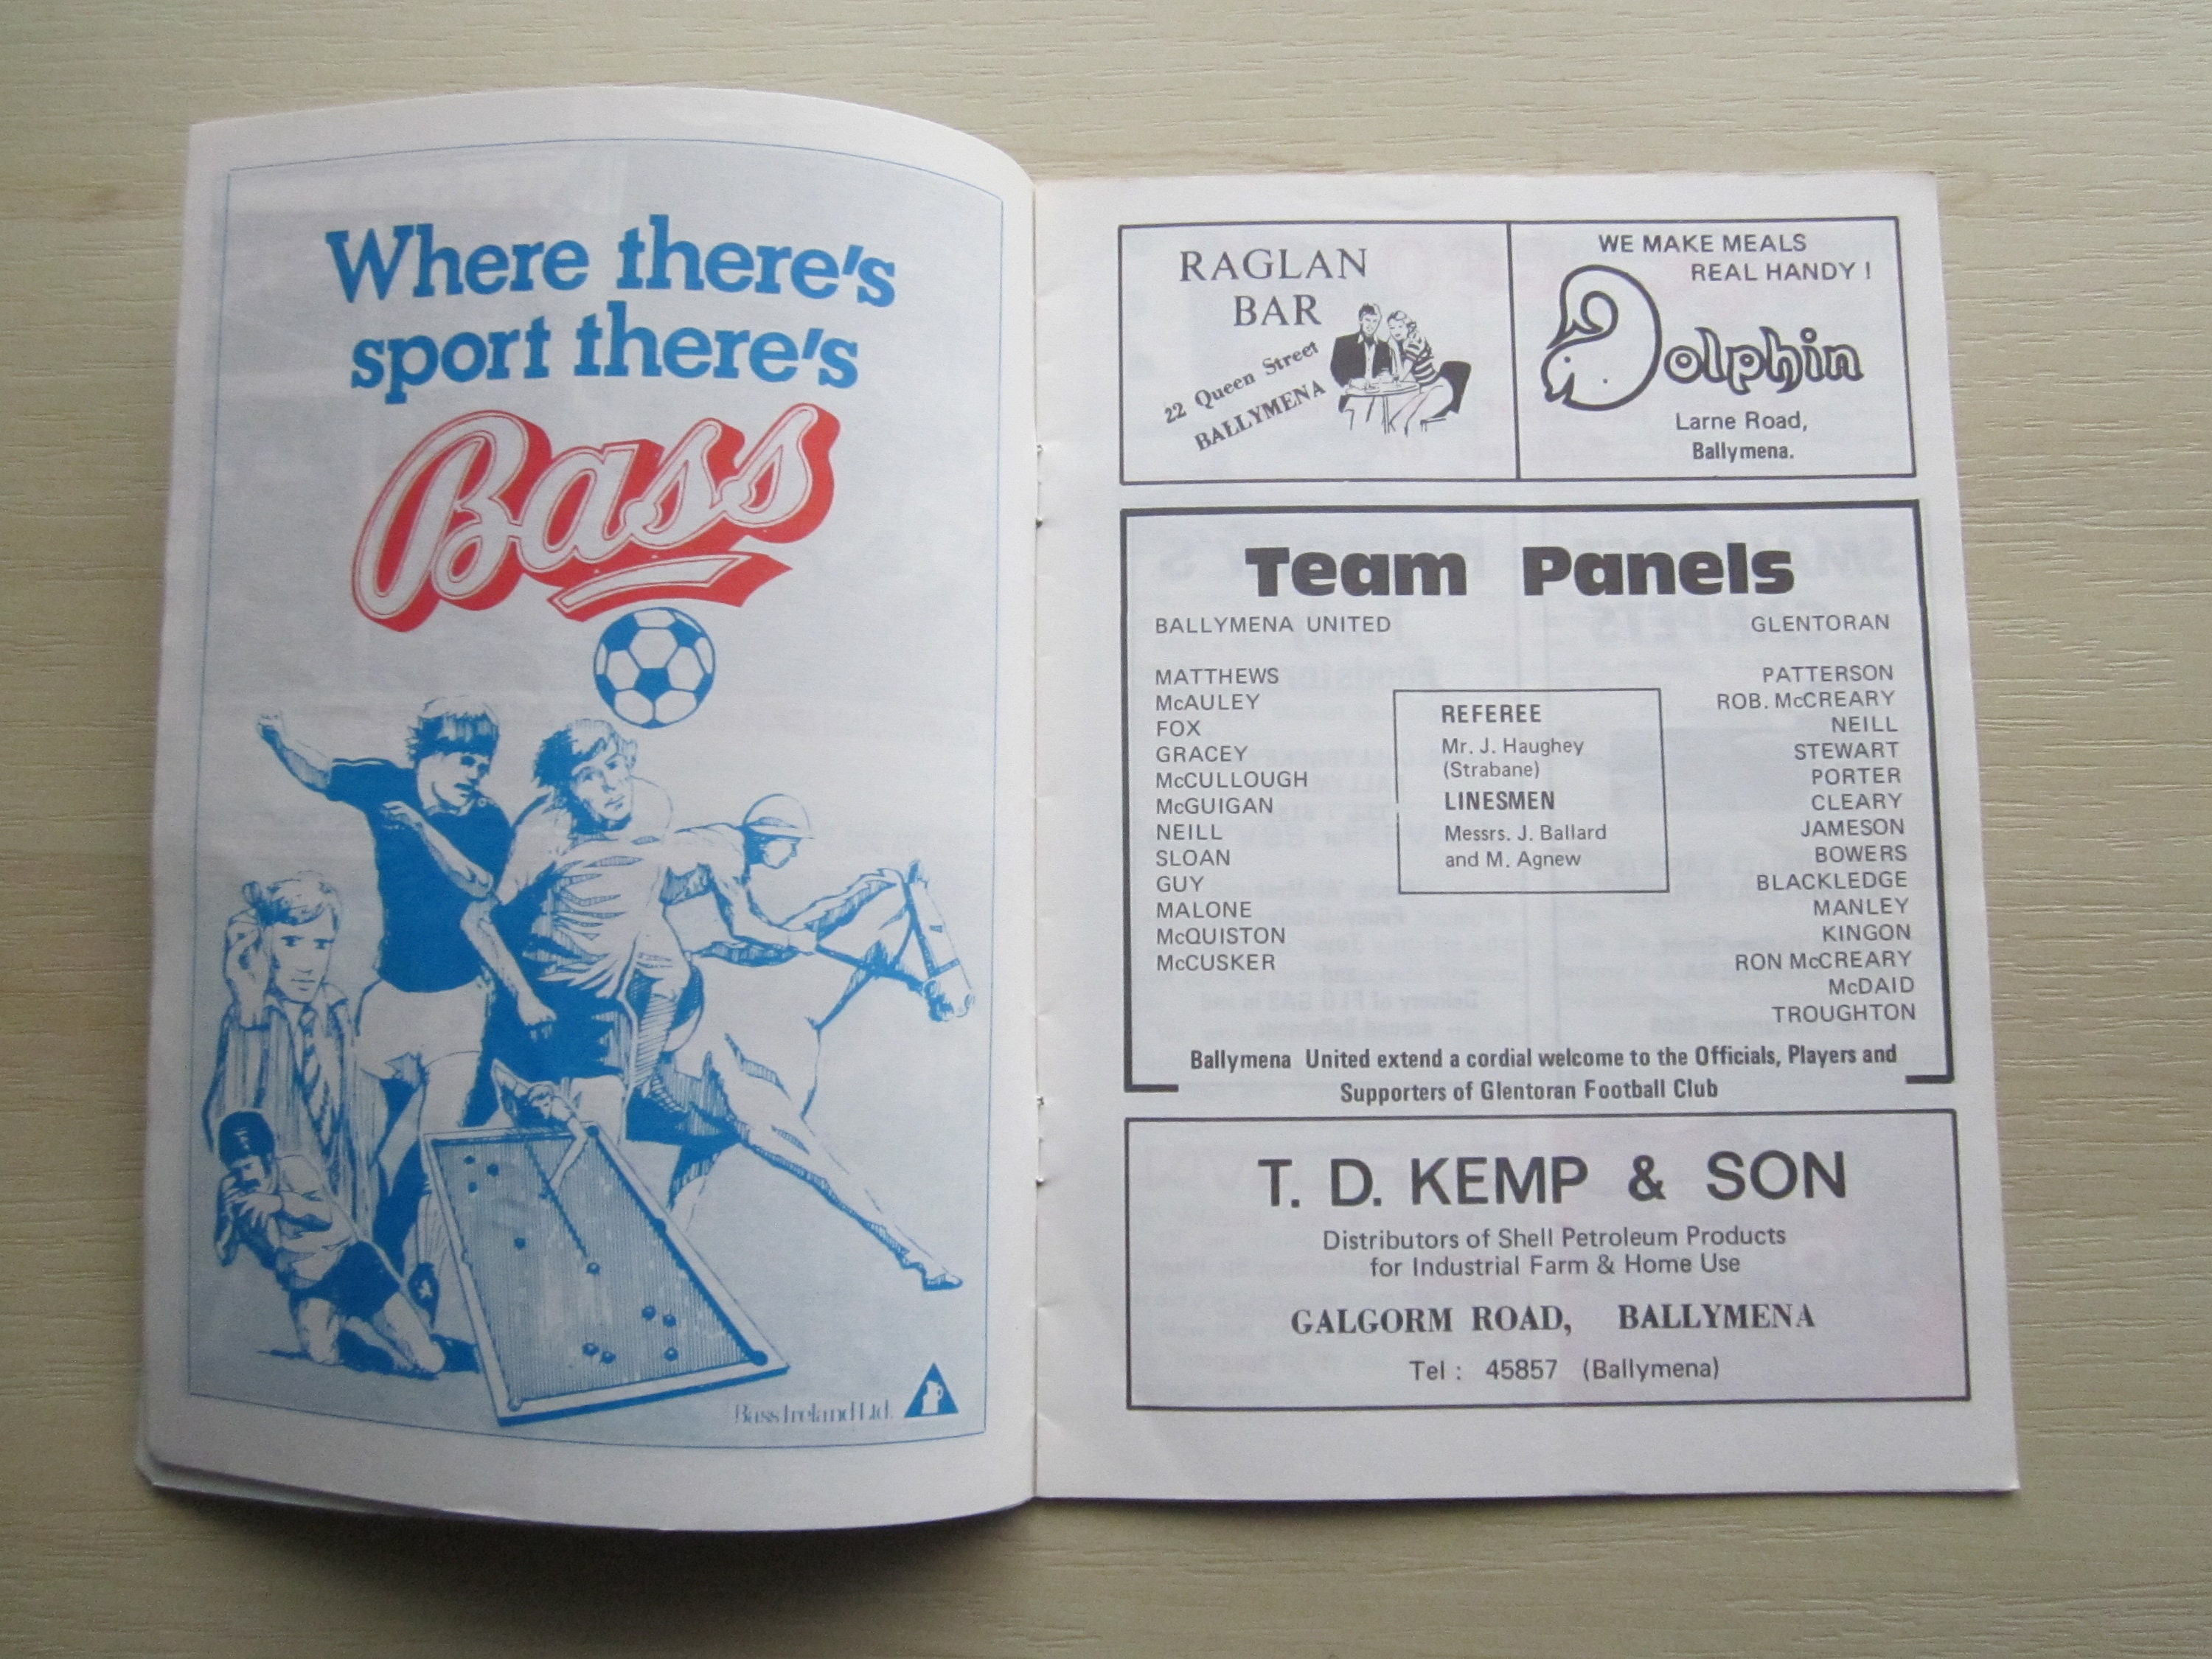 Where there's
sport there's
Bass
Bass Ireland Ltd.
RAGLAN
BAR
22 Queen Street
BALLYMENA
WE MAKE MEALS
REAL HANDY !
Dolphin
Larne Road,
Ballymena.
Team Panels
BALLYMENA UNITED
MATTHEWS
McAULEY
FOX
GRACEY
McCULLOUGH
McGUIGAN
NEILL
SLOAN
GUY
MALONE
McQUISTON
McCUSKER
REFEREE
Mr. J. Haughey
(Strabane)
LINESMEN
Messrs. J. Ballard
and M. Agnew
GLENTORAN
PATTERSON
ROB. McCREARY
NEILL
STEWART
PORTER
CLEARY
JAMESON
BOWERS
BLACKLEDGE
MANLEY
KINGON
RON McCREARY
McDAID
TROUGHTON
Ballymena United extend a cordial welcome to the Officials, Players and
Supporters of Glentoran Football Club
T. D. KEMP & SON
Distributors of Shell Petroleum Products
for Industrial Farm & Home Use
GALGORM ROAD, BALLYMENA
Tel : 45857 (Ballymena)